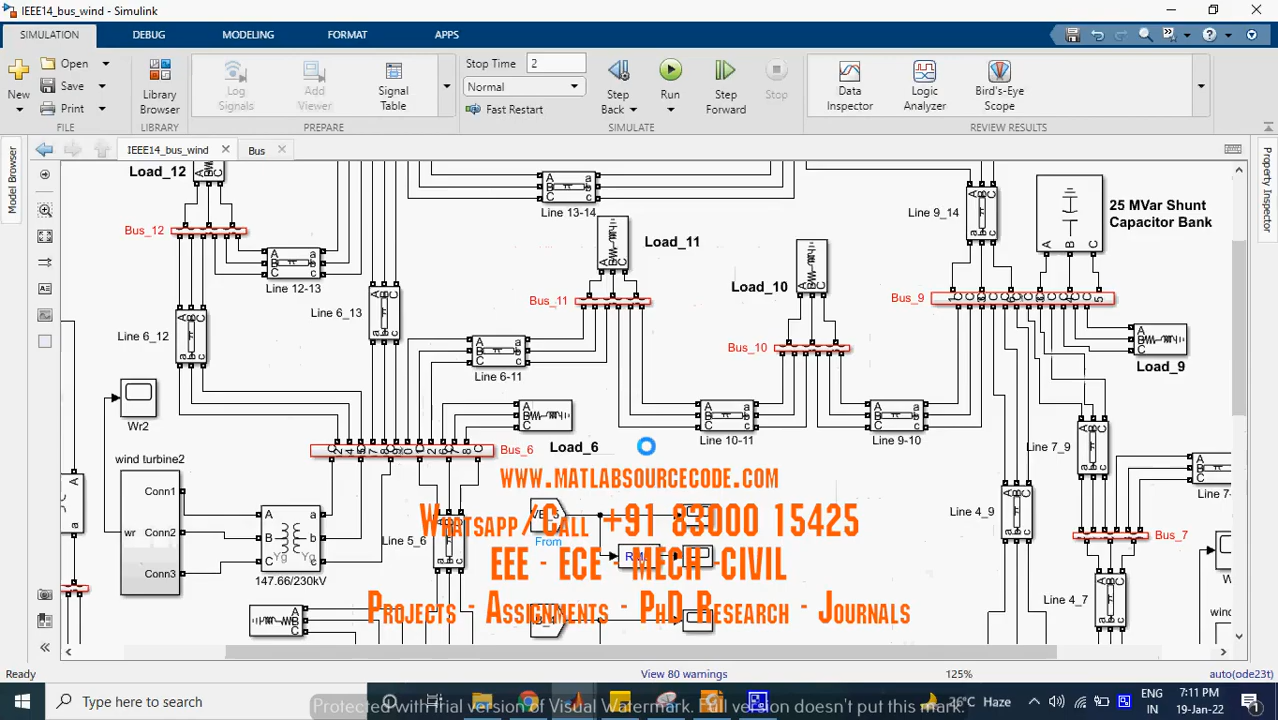 IEEE14_bus_wind - Simulink
SIMULATION DEBUG MODELING FORMAT APPS
New Open Save Print
FILE
Library Browser
LIBRARY
Log Signals Add Viewer Signal Table
PREPARE
Stop Time 2
Normal
Fast Restart
Step Back Run Step Forward Stop
SIMULATE
Data Inspector Logic Analyzer Bird's-Eye Scope
REVIEW RESULTS
IEEE14_bus_wind Bus
Model Browser
Property Inspector
Load_12
Line 13-14
Line 9_14
25 MVar Shunt
Capacitor Bank
Bus_12
Load_11
Line 12-13
Load_10
Bus_11
Bus_9
Line 6_13
Line 6_12
Bus_10
Line 6-11
Load_9
Wr2
Line 10-11
Line 9-10
Load_6
Bus_6
Line 7_9
wind turbine2
Conn1
wr Conn2
Conn3
147.66/230kV
Line 5_6
From
Line 4_9
Line 7-
Bus_7
Line 4_7
www.matlabsourcecode.com
Whatsapp/Call +91 83000 15425
EEE - ECE - MECH -CIVIL
Projects - Assignments - PhD Research - Journals
Ready View 80 warnings 125% auto(ode23t)
Type here to search
26°C Haze
ENG IN
7:11 PM
19-Jan-22
Protected with trial version of Visual Watermark. Full version doesn't put this mark.